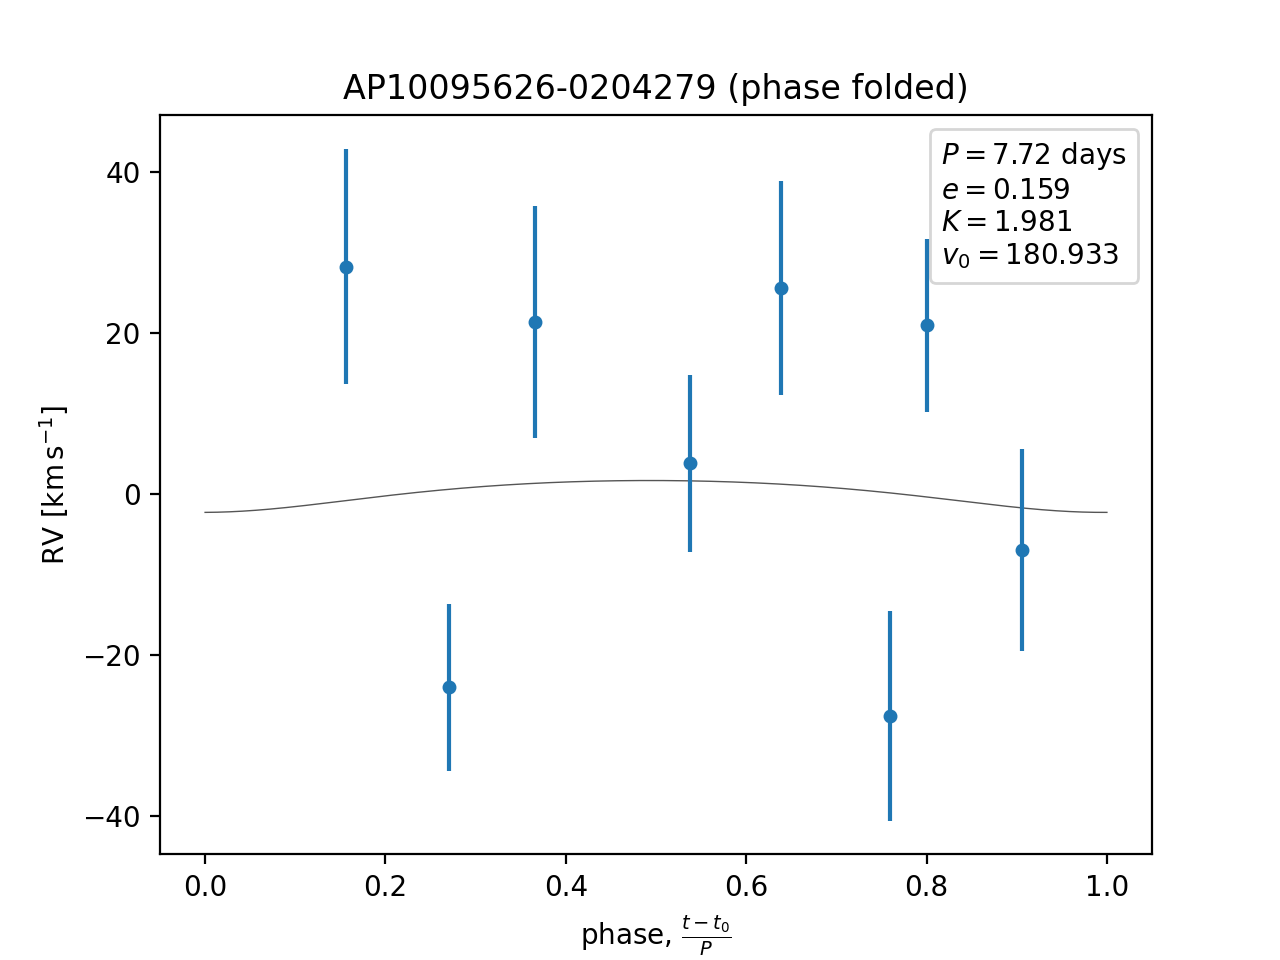 AP10095626-0204279 (phase folded)
P = 7.72 days
e = 0.159
K = 1.981
v₀ = 180.933
40
20
0
−20
−40
RV [km s⁻¹]
0.0 0.2 0.4 0.6 0.8 1.0
phase, (t − t₀)/P